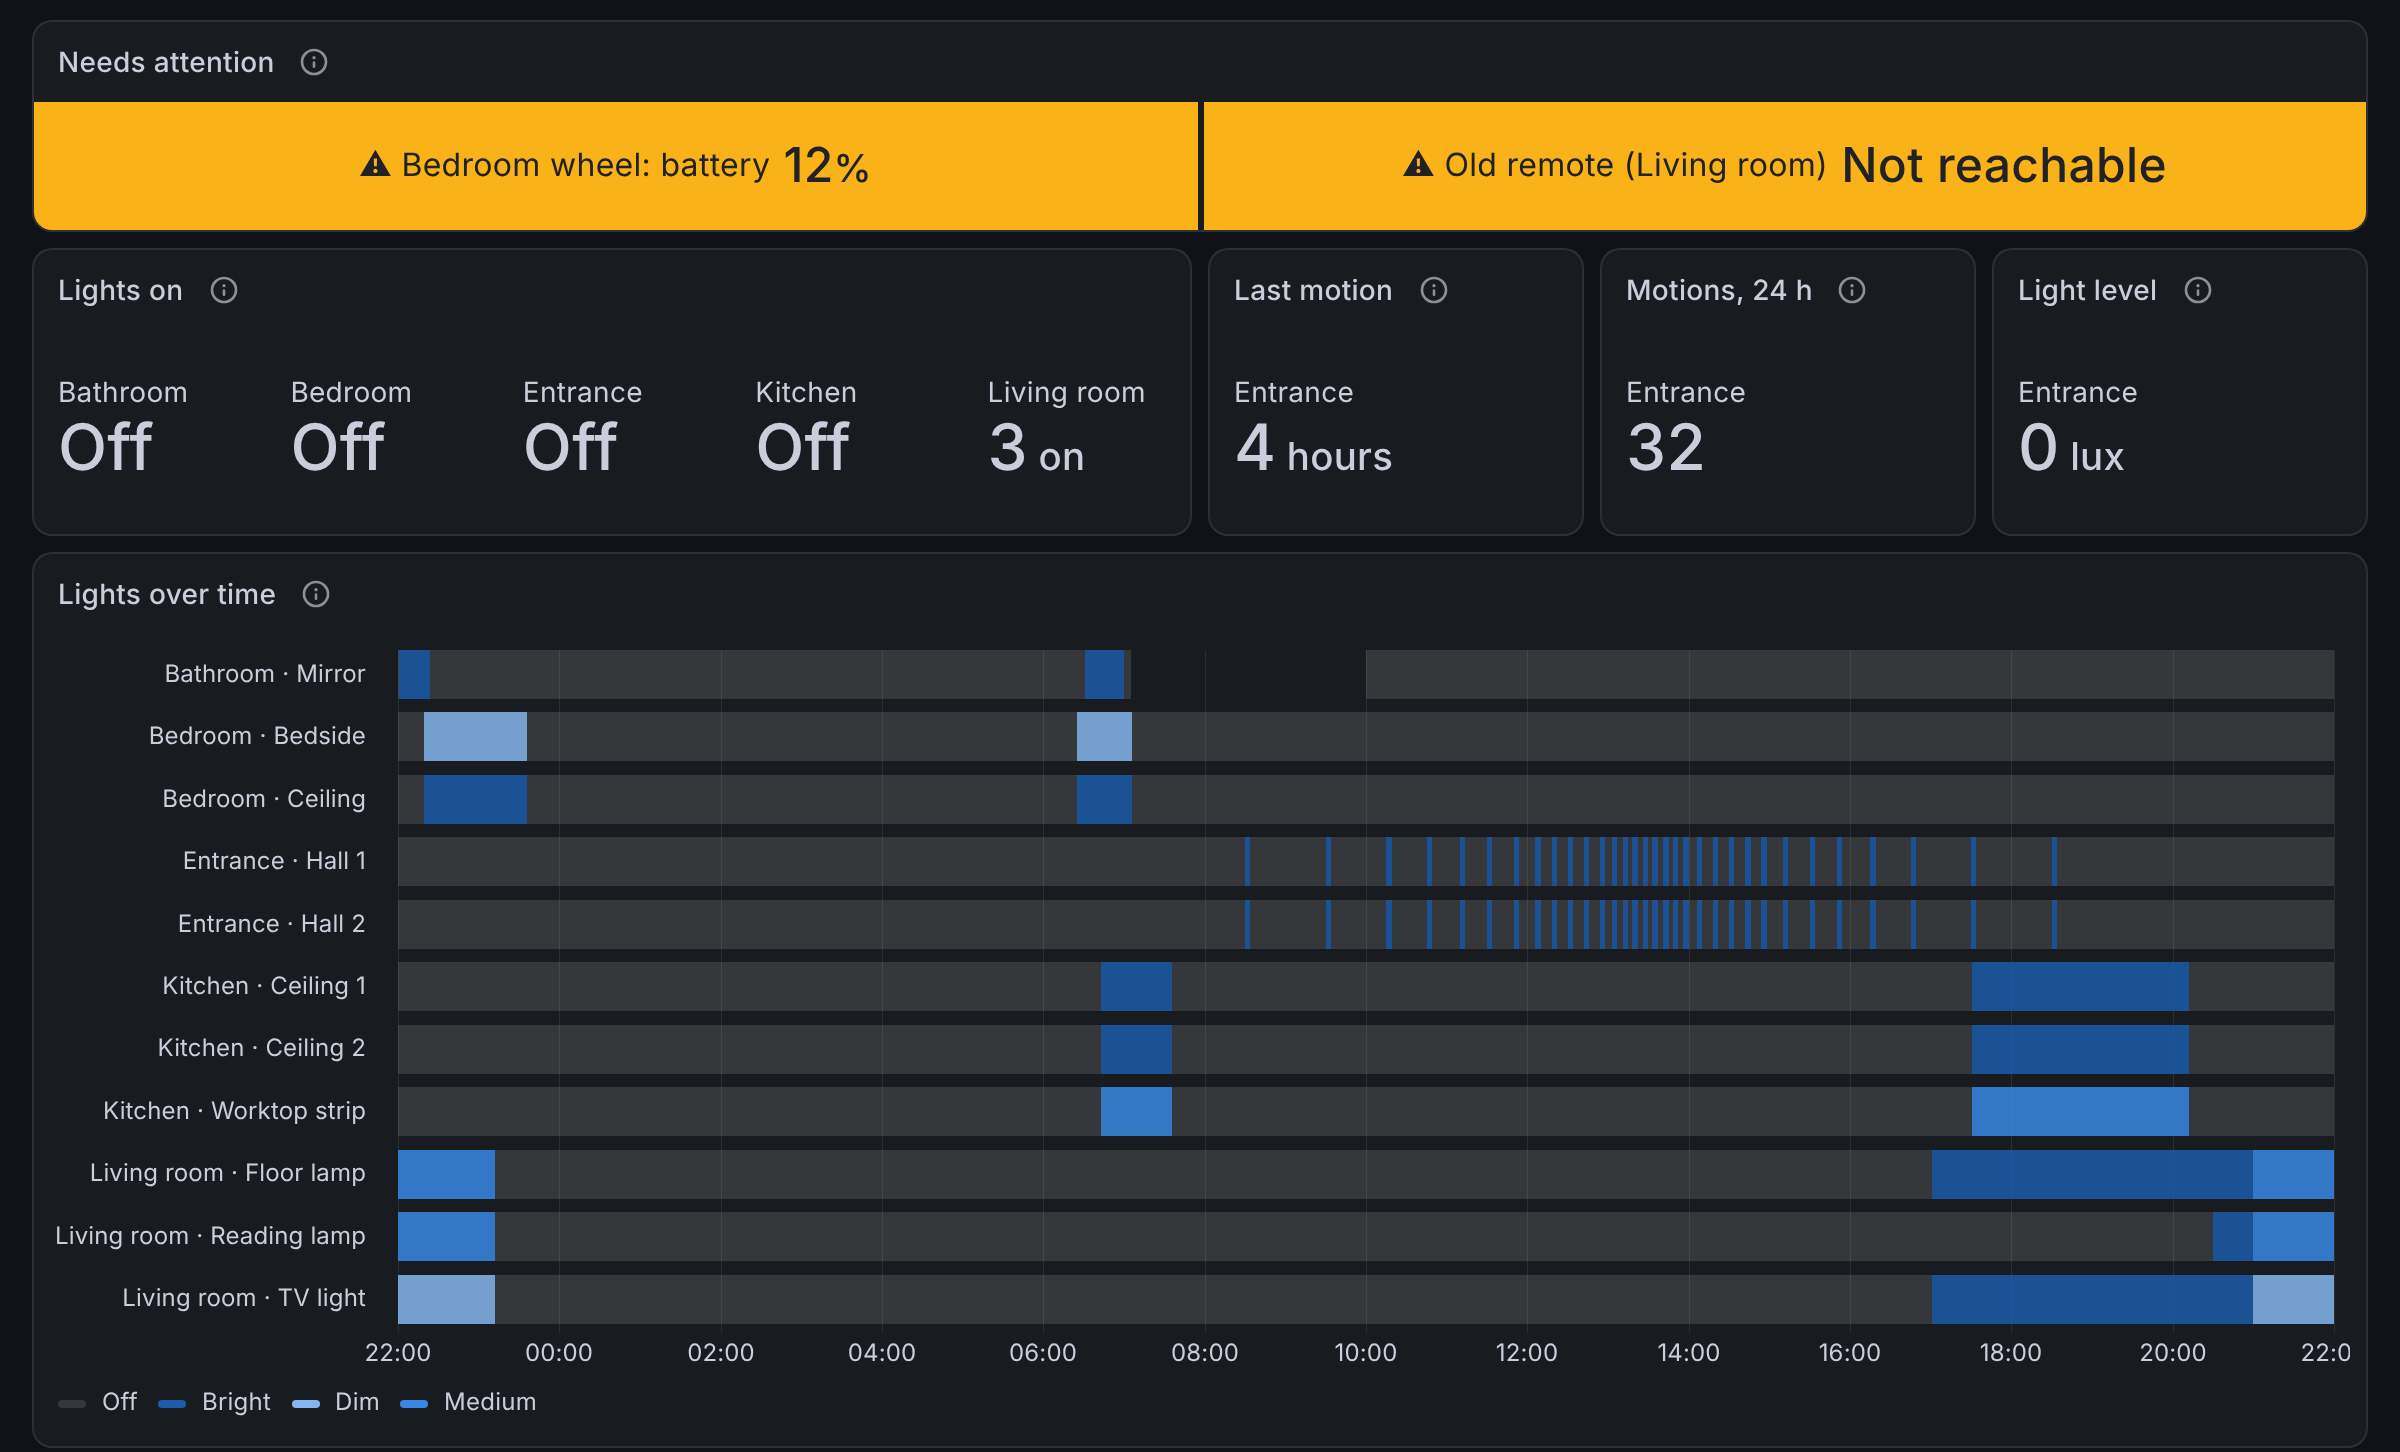 Needs attention
Bedroom wheel: battery 12%
Old remote (Living room) Not reachable
Lights on
Bathroom
Off
Bedroom
Off
Entrance
Off
Kitchen
Off
Living room
3 on
Last motion
Entrance
4 hours
Motions, 24 h
Entrance
32
Light level
Entrance
0 lux
Lights over time
Bathroom · Mirror
Bedroom · Bedside
Bedroom · Ceiling
Entrance · Hall 1
Entrance · Hall 2
Kitchen · Ceiling 1
Kitchen · Ceiling 2
Kitchen · Worktop strip
Living room · Floor lamp
Living room · Reading lamp
Living room · TV light
22:00 00:00 02:00 04:00 06:00 08:00 10:00 12:00 14:00 16:00 18:00 20:00 22:0
Off Bright Dim Medium